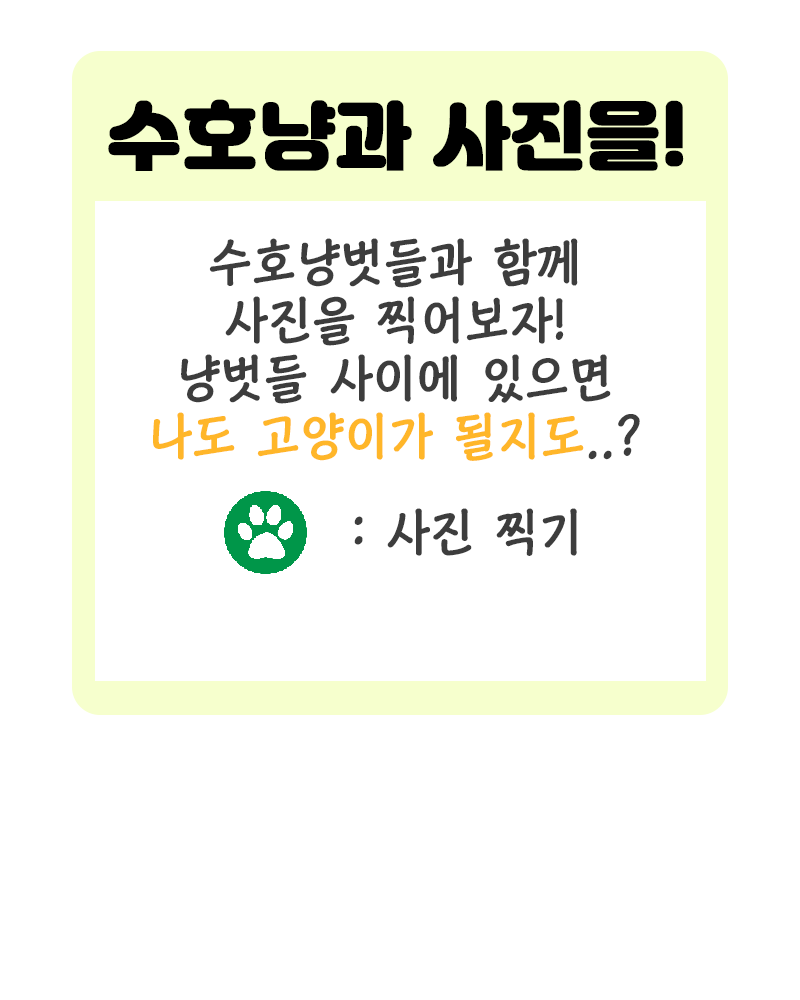 수호냥과 사진을!
수호냥벗들과 함께
사진을 찍어보자!
냥벗들 사이에 있으면
나도 고양이가 될지도..?
: 사진 찍기